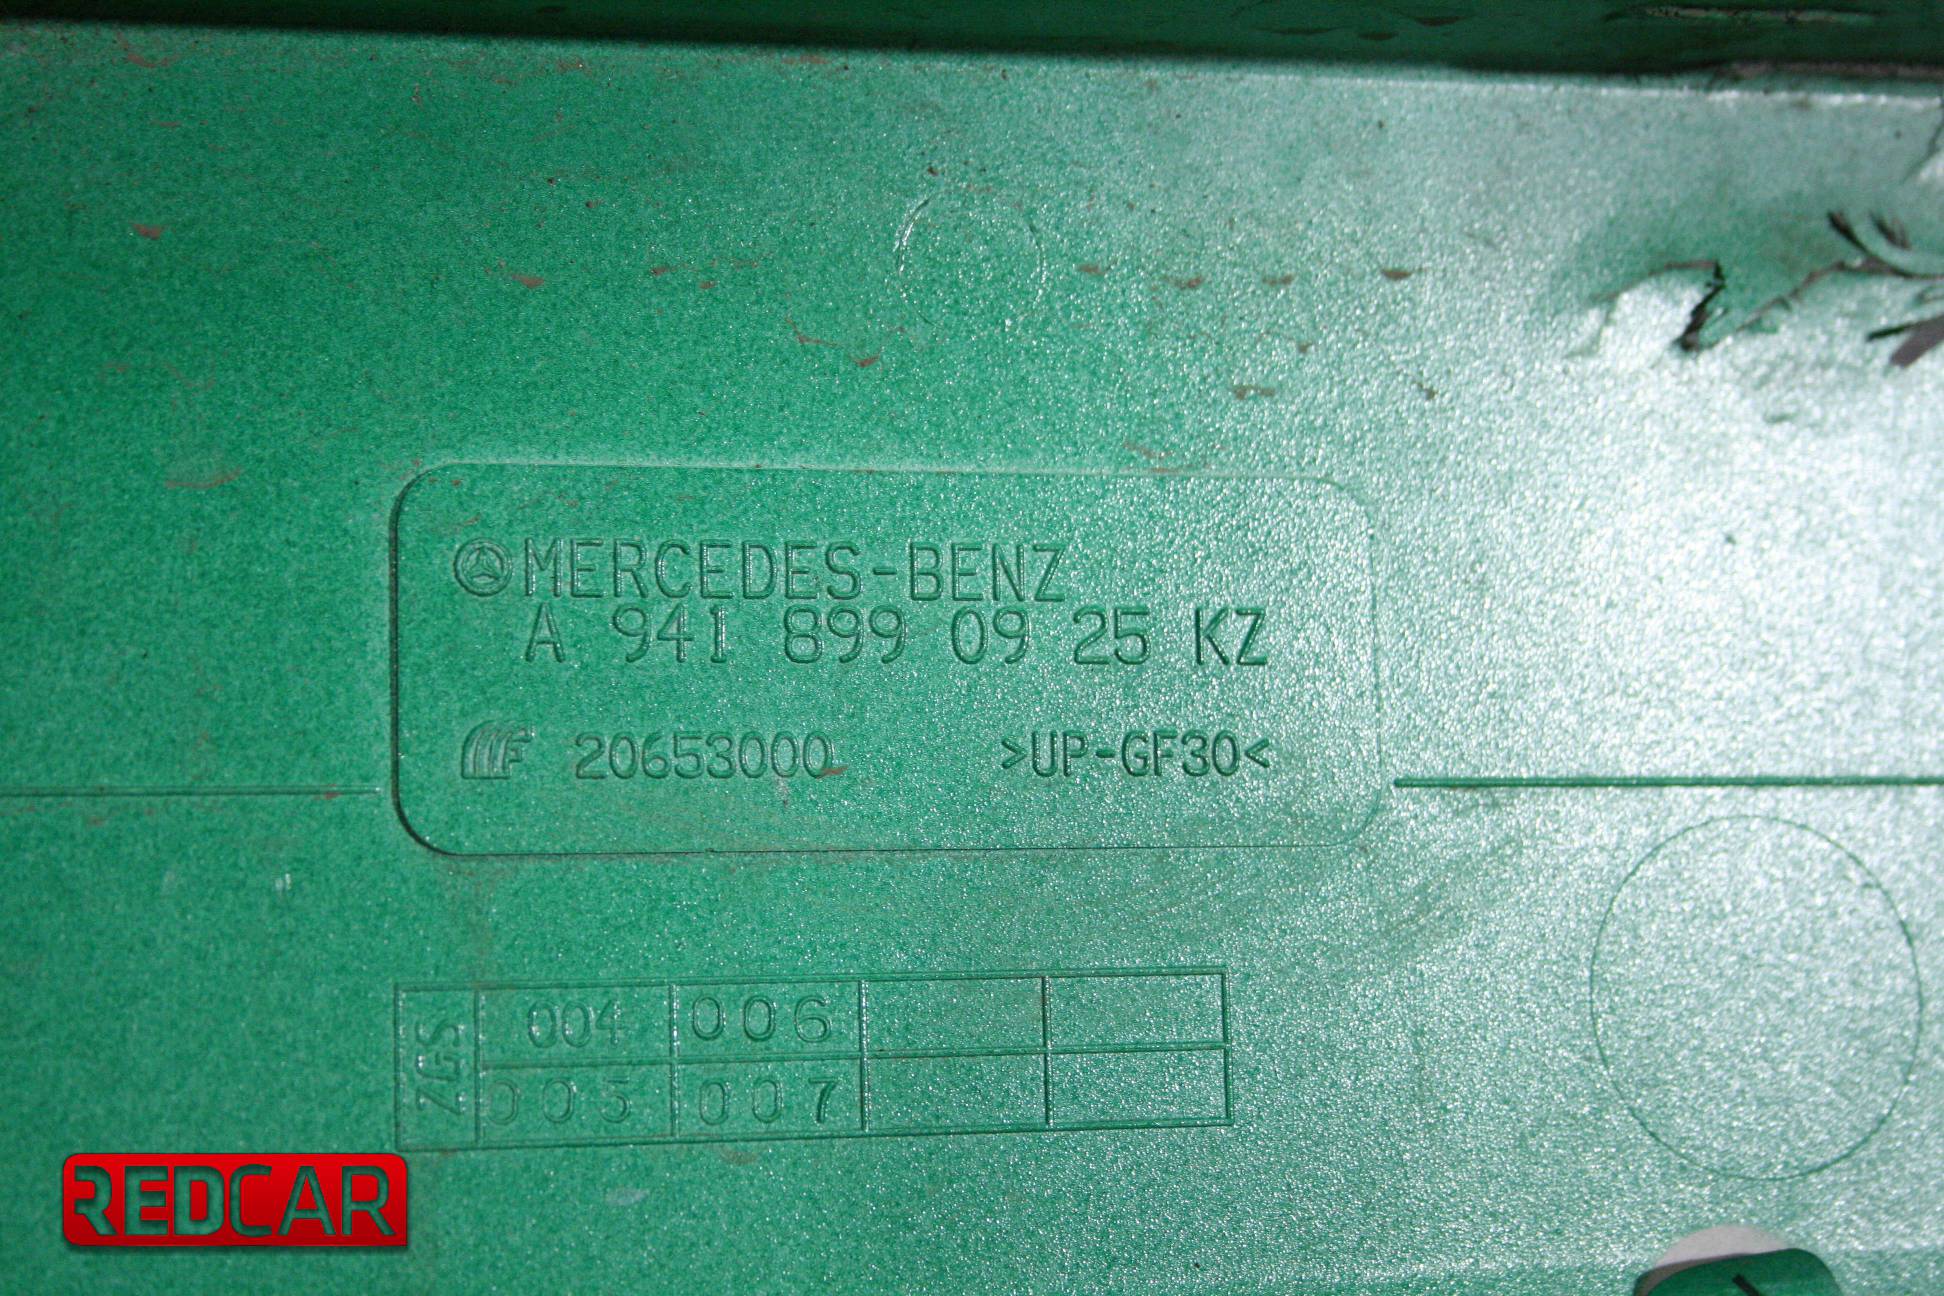 MERCEDES-BENZ
A 941 899 09 25 KZ
F 20653000 >UP-GF30<
ZGS 004 006
005 007
REDCAR